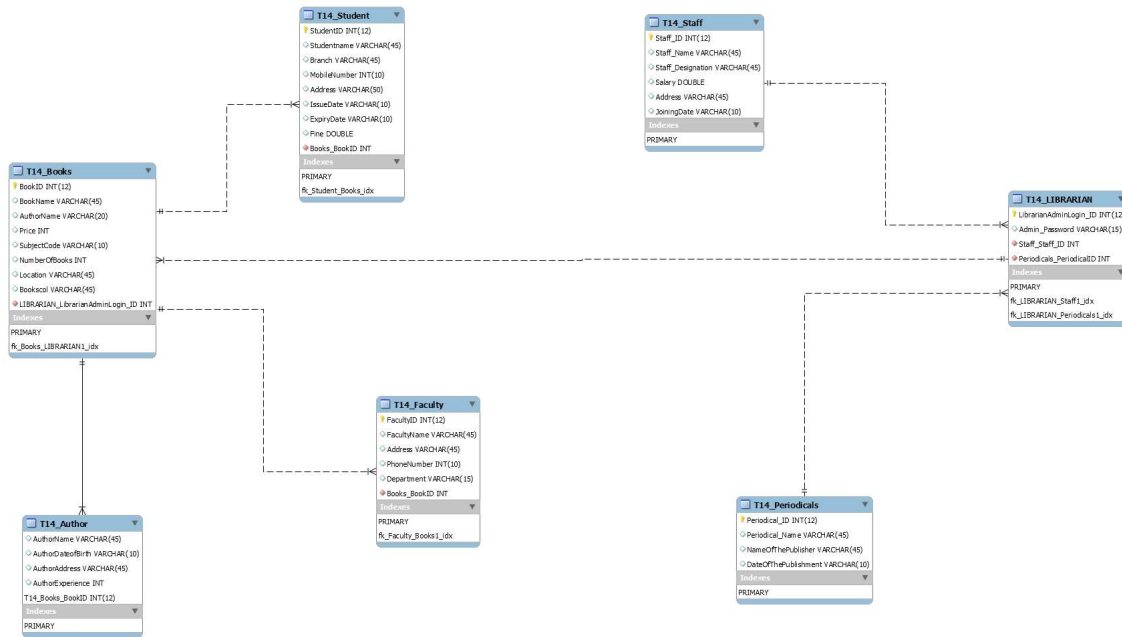 T14_Student
StudentID INT(12)
Studentname VARCHAR(45)
Branch VARCHAR(45)
MobileNumber INT(10)
Address VARCHAR(50)
IssueDate VARCHAR(10)
ExpiryDate VARCHAR(10)
Fine DOUBLE
Books_BookID INT
Indexes
PRIMARY
fk_Student_Books_idx
T14_Staff
Staff_ID INT(12)
Staff_Name VARCHAR(45)
Staff_Designation VARCHAR(45)
Salary DOUBLE
Address VARCHAR(45)
JoiningDate VARCHAR(10)
Indexes
PRIMARY
T14_Books
BookID INT(12)
BookName VARCHAR(45)
AuthorName VARCHAR(20)
Price INT
SubjectCode VARCHAR(10)
NumberOfBooks INT
Location VARCHAR(45)
Bookscol VARCHAR(45)
LIBRARIAN_LibrarianAdminLogin_ID INT
Indexes
PRIMARY
fk_Books_LIBRARIAN1_idx
T14_LIBRARIAN
LibrarianAdminLogin_ID INT(12
Admin_Password VARCHAR(15)
Staff_Staff_ID INT
Periodicals_PeriodicalID INT
Indexes
PRIMARY
fk_LIBRARIAN_Staff1_idx
fk_LIBRARIAN_Periodicals1_idx
T14_Faculty
FacultyID INT(12)
FacultyName VARCHAR(45)
Address VARCHAR(45)
PhoneNumber INT(10)
Department VARCHAR(15)
Books_BookID INT
Indexes
PRIMARY
fk_Faculty_Books1_idx
T14_Author
AuthorName VARCHAR(45)
AuthorDateofBirth VARCHAR(10)
AuthorAddress VARCHAR(45)
AuthorExperience INT
T14_Books_BookID INT(12)
Indexes
PRIMARY
T14_Periodicals
Periodical_ID INT(12)
Periodical_Name VARCHAR(45)
NameOfThePublisher VARCHAR(45)
DateOfThePublishment VARCHAR(10)
Indexes
PRIMARY